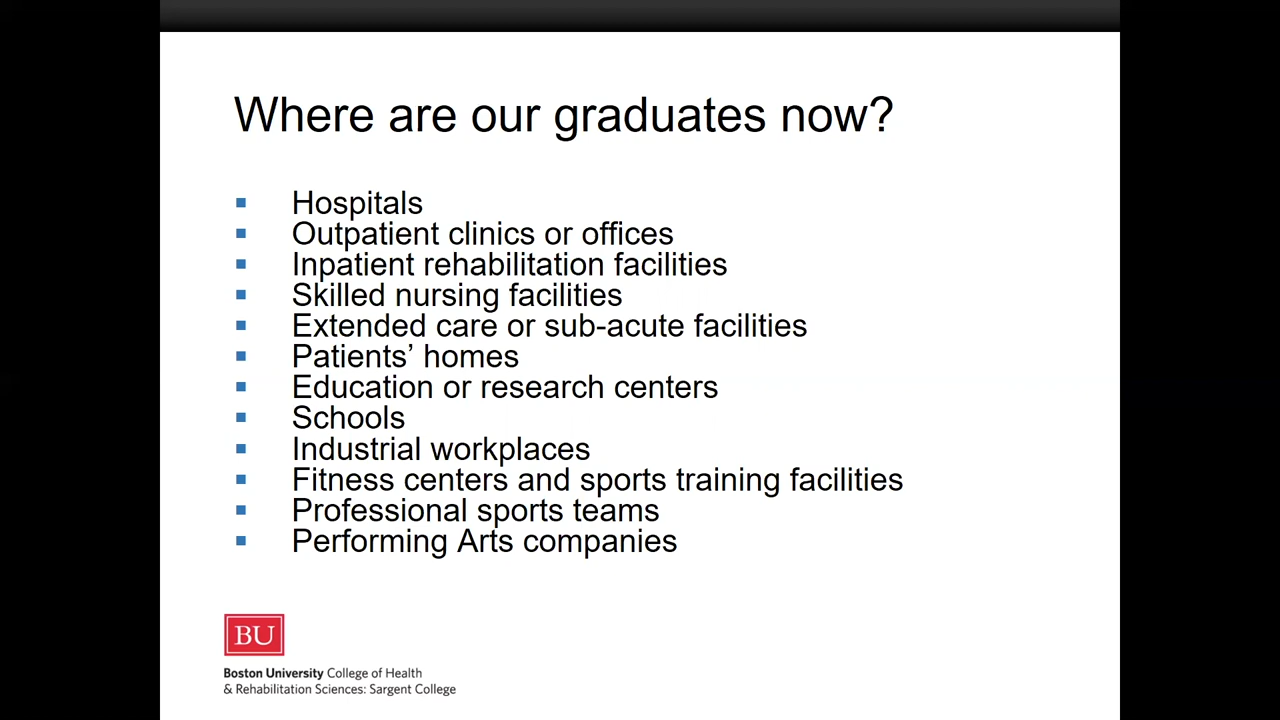 Where are our graduates now?
▪ Hospitals
▪ Outpatient clinics or offices
▪ Inpatient rehabilitation facilities
▪ Skilled nursing facilities
▪ Extended care or sub-acute facilities
▪ Patients’ homes
▪ Education or research centers
▪ Schools
▪ Industrial workplaces
▪ Fitness centers and sports training facilities
▪ Professional sports teams
▪ Performing Arts companies
BU
Boston University College of Health
& Rehabilitation Sciences: Sargent College